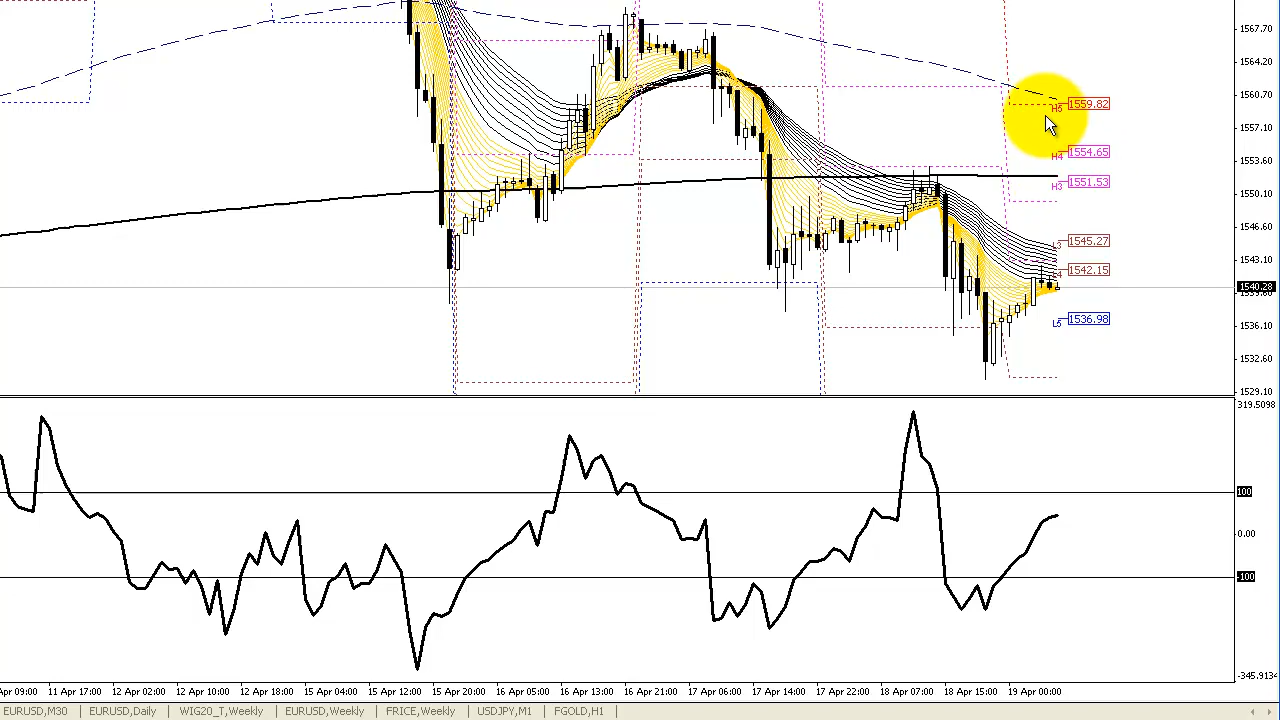 1567.70
1564.20
1560.70
H5 1559.82
1557.10
H4 1554.65
1553.60
H3 1551.53
1550.10
1546.60
L3 1545.27
1543.10
L4 1542.15
1540.28
L5 1536.98
1536.10
1532.60
1529.10
319.5098
100
0.00
-100
-345.9134
Apr 09:00 11 Apr 17:00 12 Apr 02:00 12 Apr 10:00 12 Apr 18:00 15 Apr 04:00 15 Apr 12:00 15 Apr 20:00 16 Apr 05:00 16 Apr 13:00 16 Apr 21:00 17 Apr 06:00 17 Apr 14:00 17 Apr 22:00 18 Apr 07:00 18 Apr 15:00 19 Apr 00:00
EURUSD,M30 | EURUSD,Daily | WIG20_T,Weekly | EURUSD,Weekly | FRICE,Weekly | USDJPY,M1 | FGOLD,H1 |